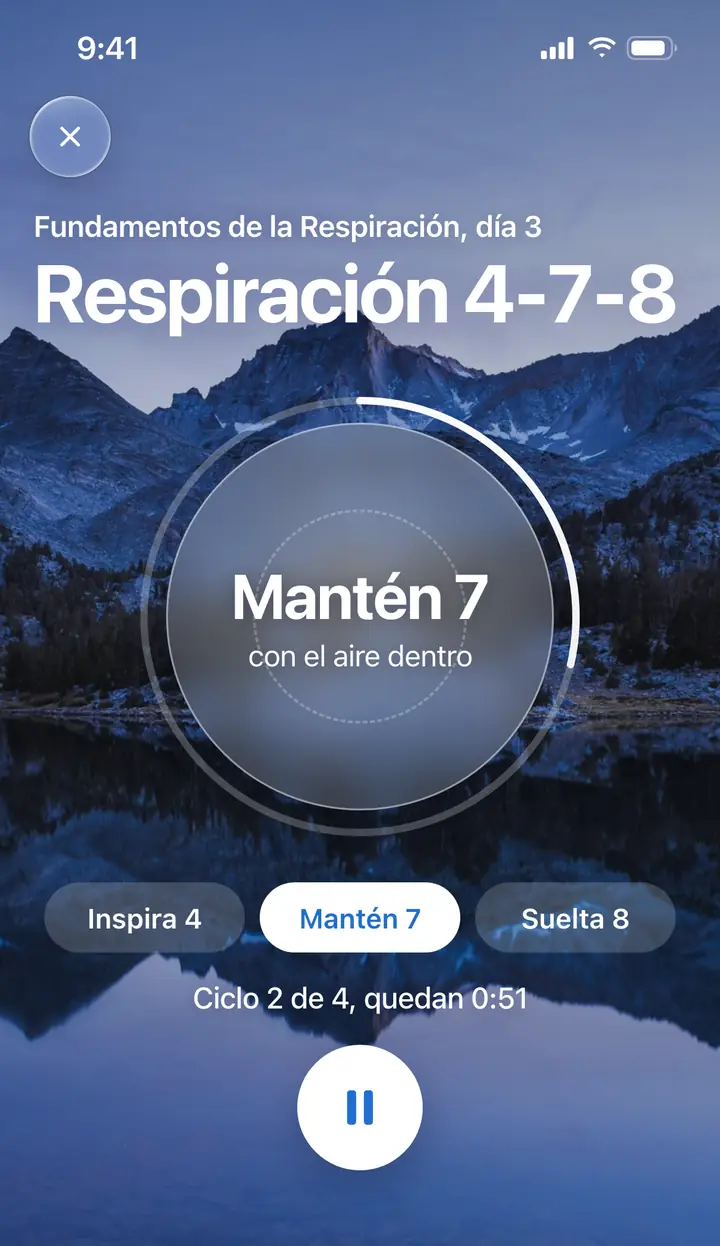 9:41
Fundamentos de la Respiración, día 3
Respiración 4-7-8
Mantén 7
con el aire dentro
Inspira 4
Mantén 7
Suelta 8
Ciclo 2 de 4, quedan 0:51